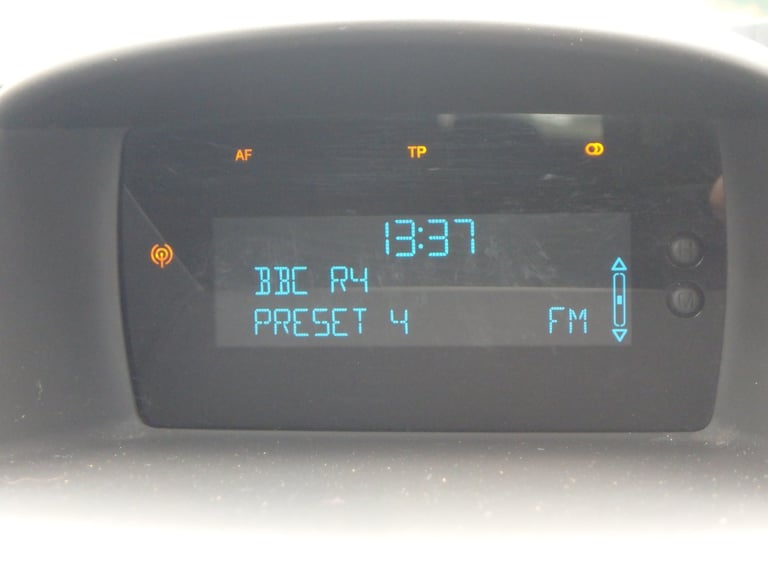 AF TP
13:37
BBC R4
PRESET 4 FM